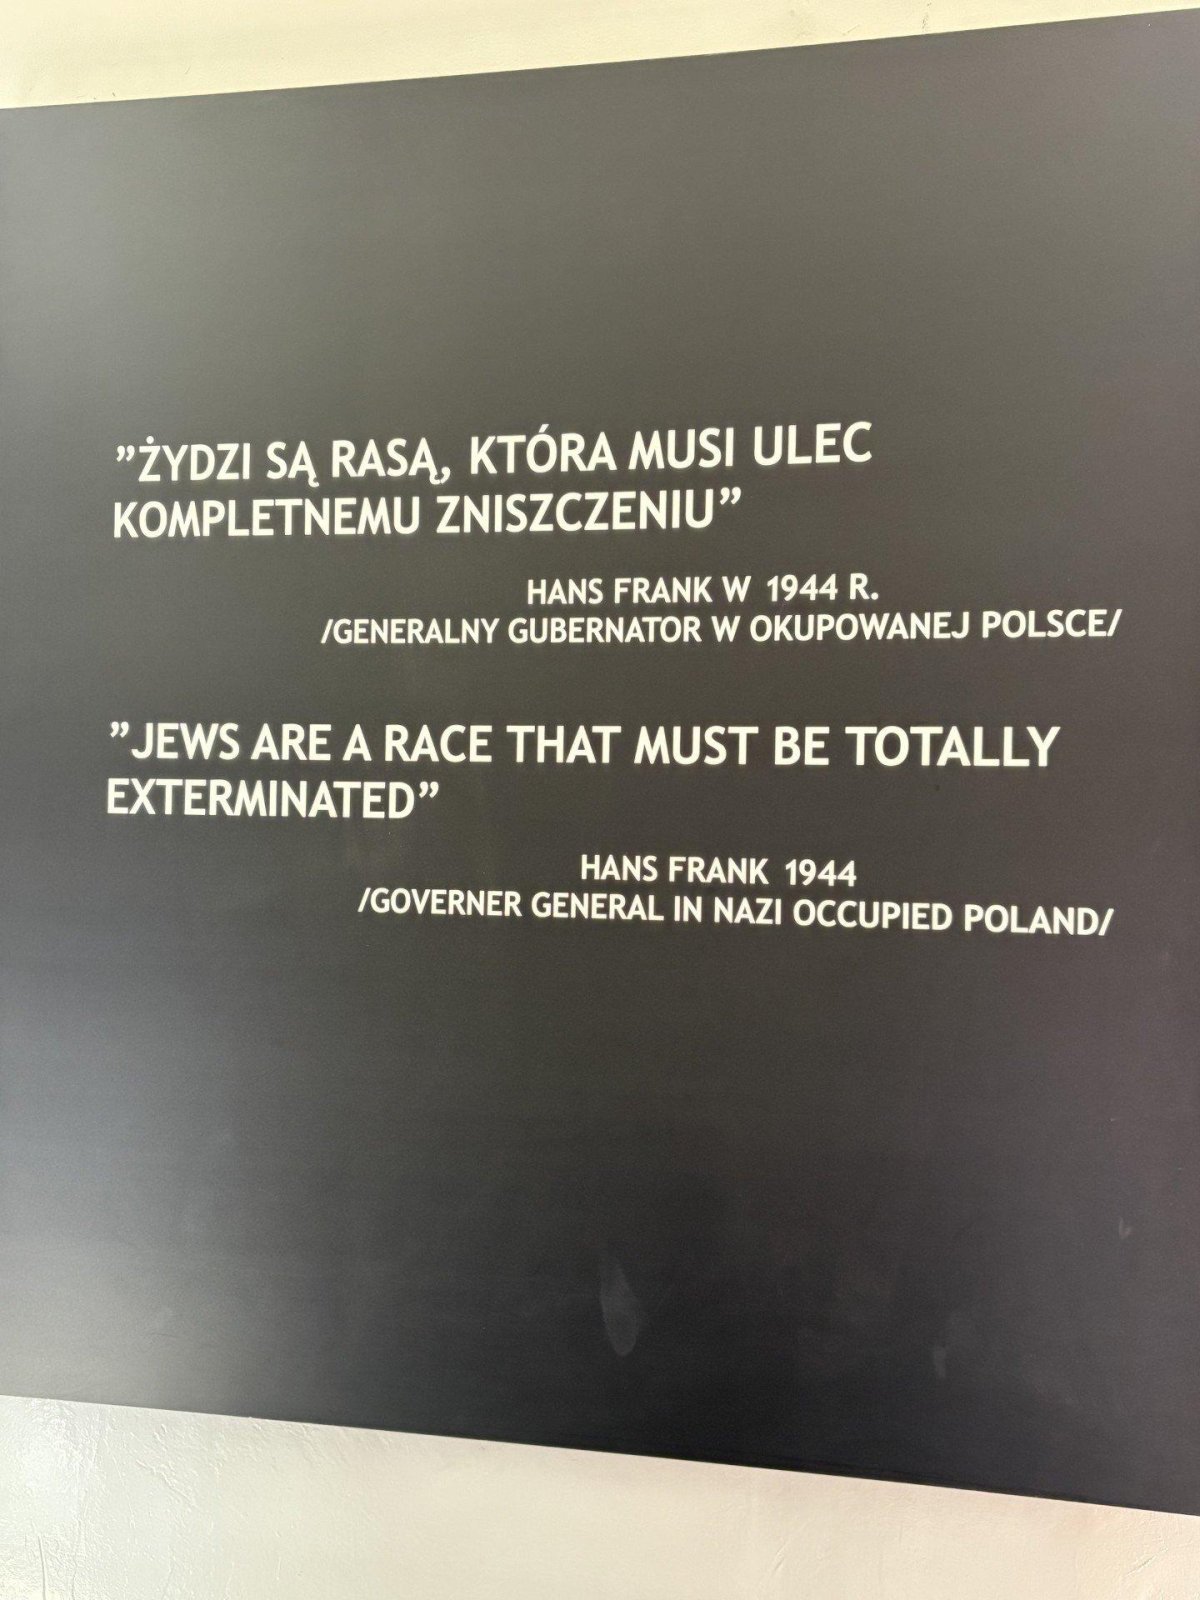 ”ŻYDZI SĄ RASĄ, KTÓRA MUSI ULEC
KOMPLETNEMU ZNISZCZENIU”
HANS FRANK W 1944 R.
/GENERALNY GUBERNATOR W OKUPOWANEJ POLSCE/
”JEWS ARE A RACE THAT MUST BE TOTALLY
EXTERMINATED”
HANS FRANK 1944
/GOVERNER GENERAL IN NAZI OCCUPIED POLAND/